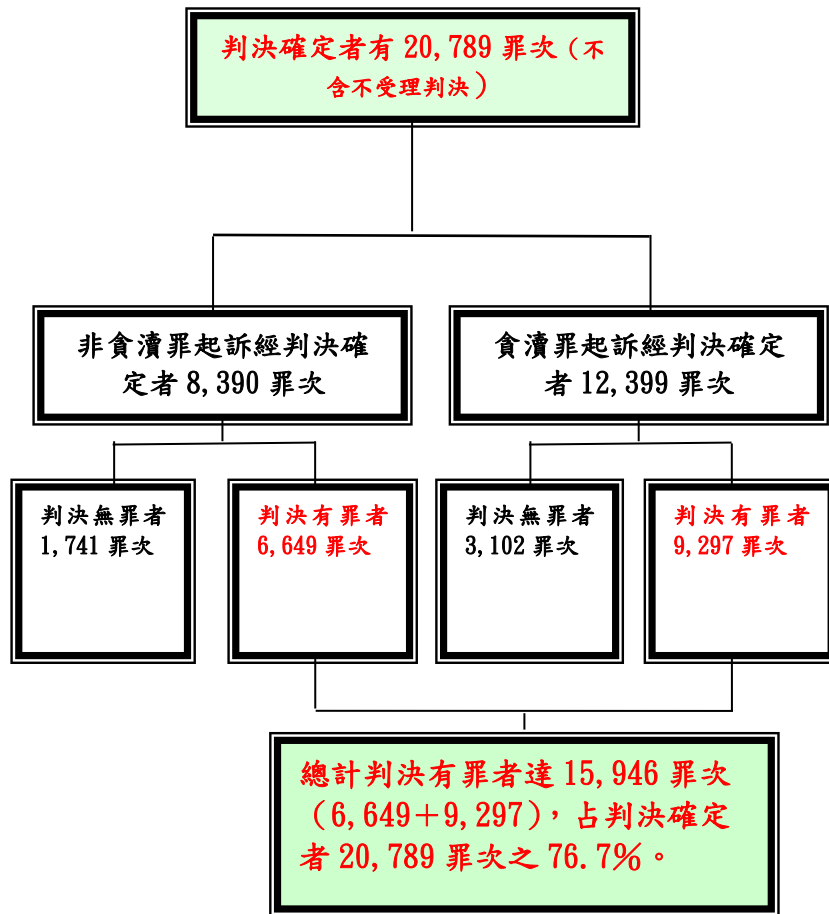 判決確定者有 20,789 罪次（不
含不受理判決）
非貪瀆罪起訴經判決確
定者 8,390 罪次
貪瀆罪起訴經判決確定
者 12,399 罪次
判決無罪者
1,741 罪次
判決有罪者
6,649 罪次
判決無罪者
3,102 罪次
判決有罪者
9,297 罪次
總計判決有罪者達 15,946 罪次
（6,649＋9,297），占判決確定
者 20,789 罪次之 76.7％。